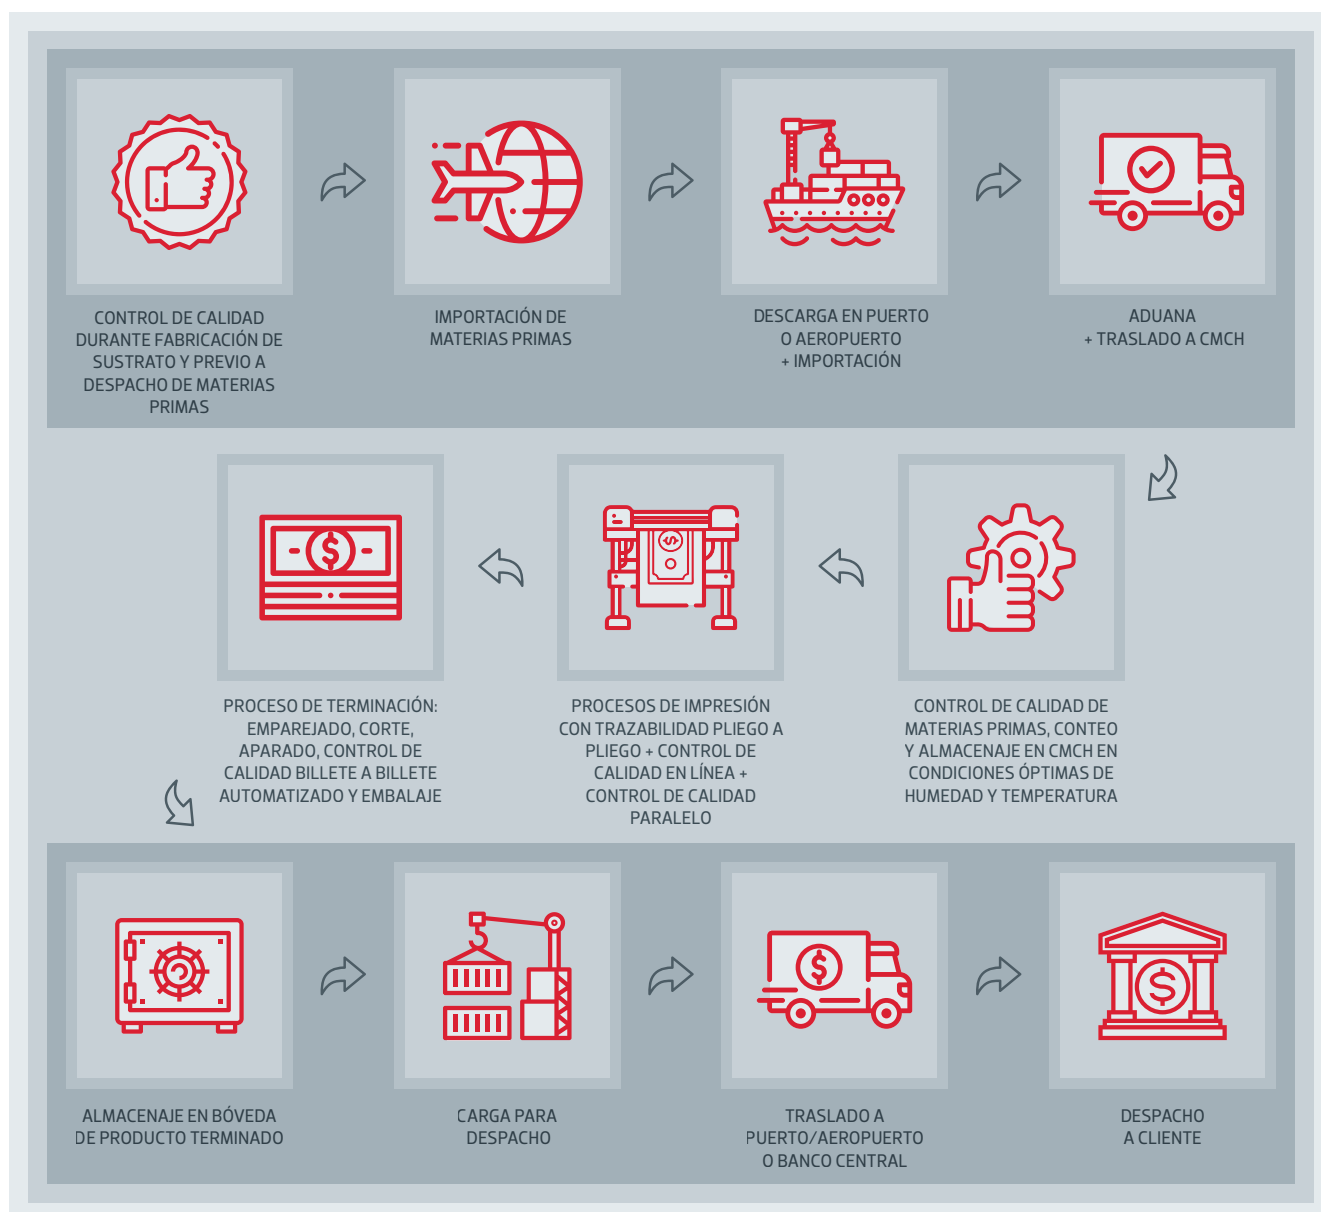 CONTROL DE CALIDAD
DURANTE FABRICACIÓN DE
SUSTRATO Y PREVIO A
DESPACHO DE MATERIAS
PRIMAS
IMPORTACIÓN DE
MATERIAS PRIMAS
DESCARGA EN PUERTO
O AEROPUERTO
+ IMPORTACIÓN
ADUANA
+ TRASLADO A CMCH
CONTROL DE CALIDAD DE
MATERIAS PRIMAS, CONTEO
Y ALMACENAJE EN CMCH EN
CONDICIONES ÓPTIMAS DE
HUMEDAD Y TEMPERATURA
PROCESOS DE IMPRESIÓN
CON TRAZABILIDAD PLIEGO A
PLIEGO + CONTROL DE
CALIDAD EN LÍNEA +
CONTROL DE CALIDAD
PARALELO
PROCESO DE TERMINACIÓN:
EMPAREJADO, CORTE,
APARADO, CONTROL DE
CALIDAD BILLETE A BILLETE
AUTOMATIZADO Y EMBALAJE
ALMACENAJE EN BÓVEDA
DE PRODUCTO TERMINADO
CARGA PARA
DESPACHO
TRASLADO A
PUERTO/AEROPUERTO
O BANCO CENTRAL
DESPACHO
A CLIENTE